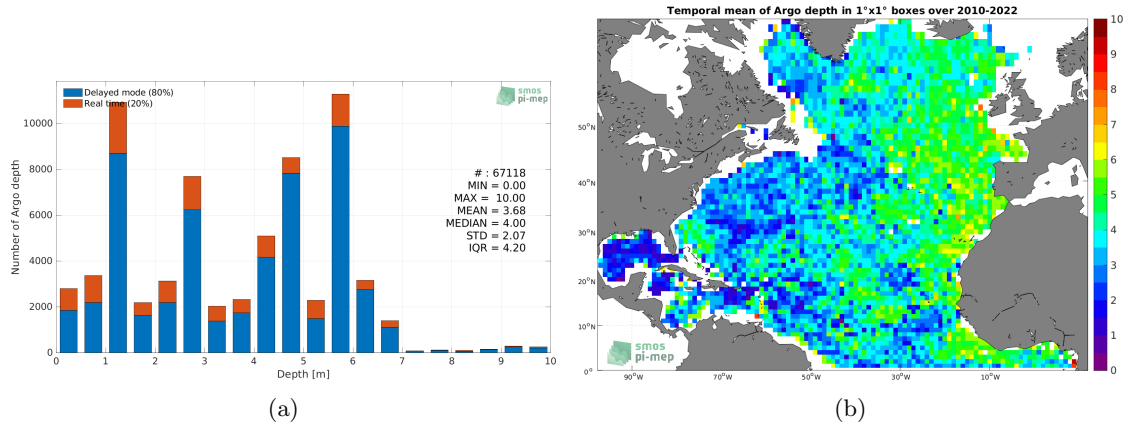 Delayed mode (80%)
Real time (20%)
smos
pi-mep
# : 67118
MIN = 0.00
MAX = 10.00
MEAN = 3.68
MEDIAN = 4.00
STD = 2.07
IQR = 4.20
Number of Argo depth
10000
8000
6000
4000
2000
0
0 1 2 3 4 5 6 7 8 9 10
Depth [m]
(a)
Temporal mean of Argo depth in 1°x1° boxes over 2010-2022
50°N
40°N
30°N
20°N
10°N
0°
90°W 70°W 50°W 30°W 10°W
smos
pi-mep
10
9
8
7
6
5
4
3
2
1
0
(b)